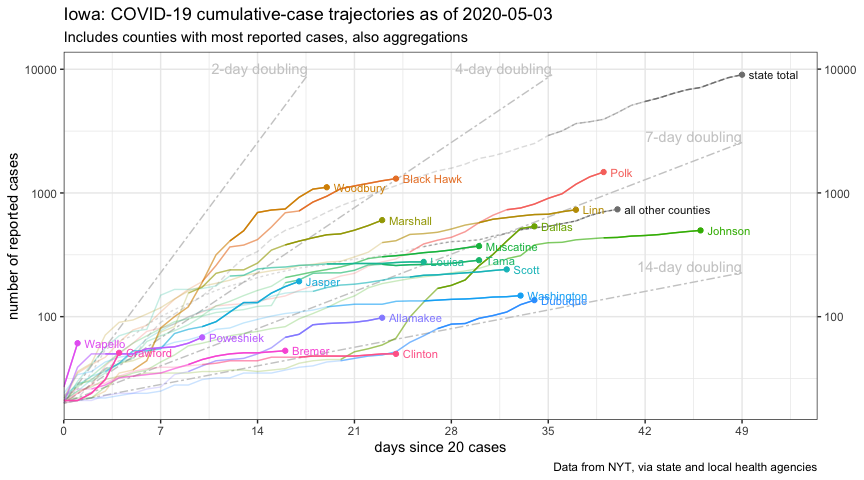 Iowa: COVID-19 cumulative-case trajectories as of 2020-05-03
Includes counties with most reported cases, also aggregations
number of reported cases
10000
1000
100
2-day doubling
4-day doubling
7-day doubling
14-day doubling
10000
1000
100
state total
Polk
Black Hawk
Woodbury
Linn
all other counties
Marshall
Dallas
Johnson
Muscatine
Louisa
Tama
Scott
Jasper
Washington
Dubuque
Allamakee
Poweshiek
Wapello
Crawford
Bremer
Clinton
0
7
14
21
28
35
42
49
days since 20 cases
Data from NYT, via state and local health agencies